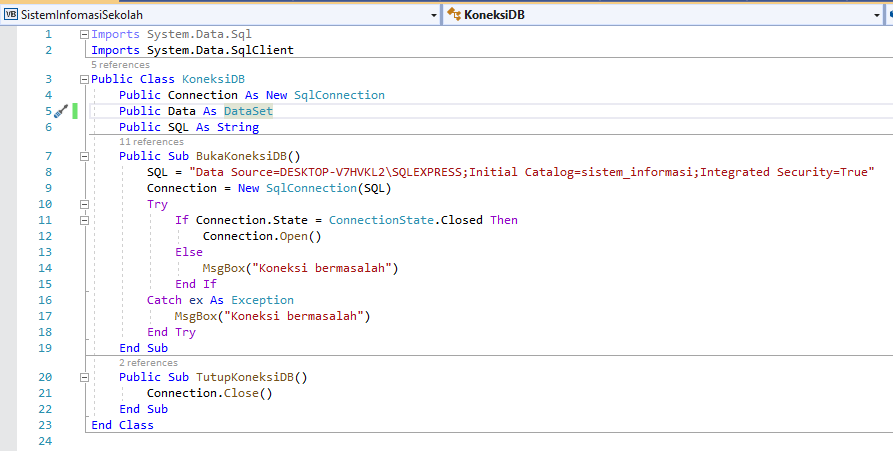 VB SistemInfomasiSekolah
KoneksiDB
1 Imports System.Data.Sql
2 Imports System.Data.SqlClient
5 references
3 Public Class KoneksiDB
4 Public Connection As New SqlConnection
5 Public Data As DataSet
6 Public SQL As String
11 references
7 Public Sub BukaKoneksiDB()
8 SQL = "Data Source=DESKTOP-V7HVKL2\SQLEXPRESS;Initial Catalog=sistem_informasi;Integrated Security=True"
9 Connection = New SqlConnection(SQL)
10 Try
11 If Connection.State = ConnectionState.Closed Then
12 Connection.Open()
13 Else
14 MsgBox("Koneksi bermasalah")
15 End If
16 Catch ex As Exception
17 MsgBox("Koneksi bermasalah")
18 End Try
19 End Sub
2 references
20 Public Sub TutupKoneksiDB()
21 Connection.Close()
22 End Sub
23 End Class
24